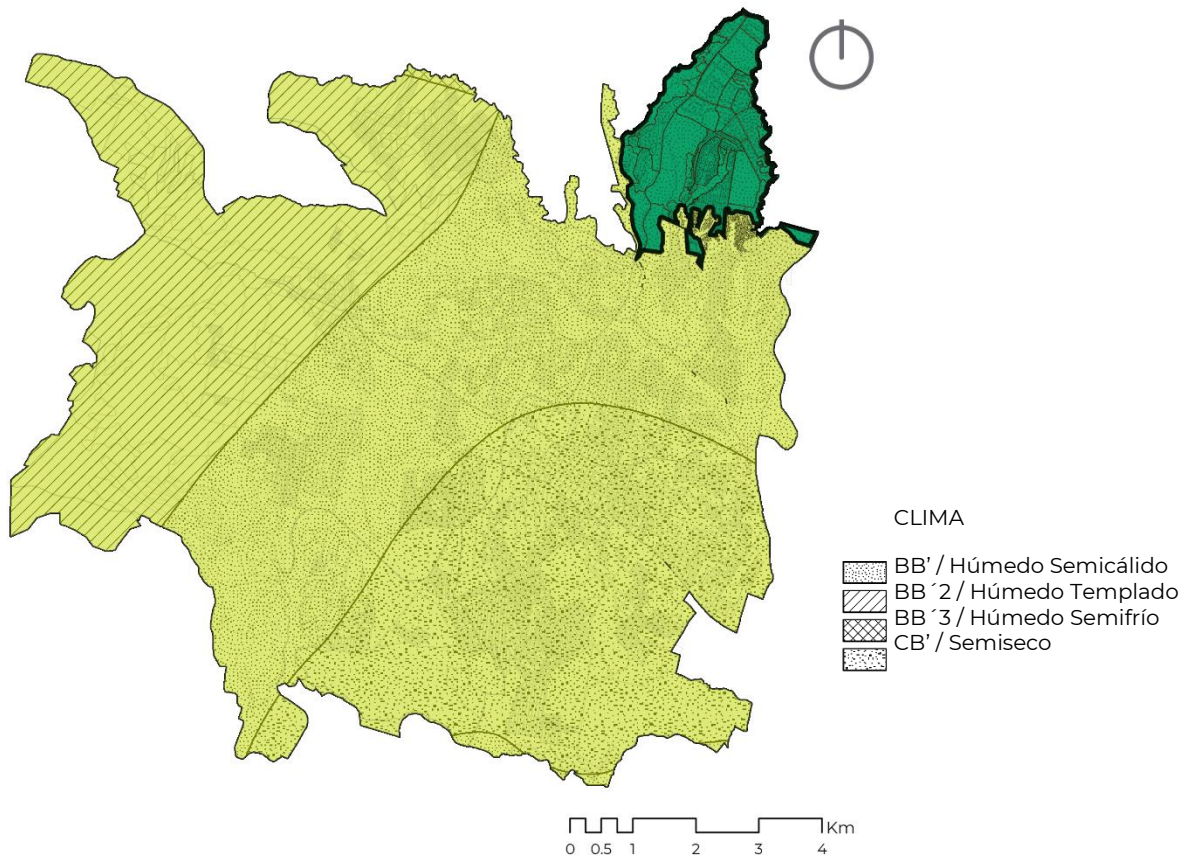 CLIMA
BB' / Húmedo Semicálido
BB´2 / Húmedo Templado
BB´3 / Húmedo Semifrío
CB' / Semiseco
Km
0 0.5 1 2 3 4